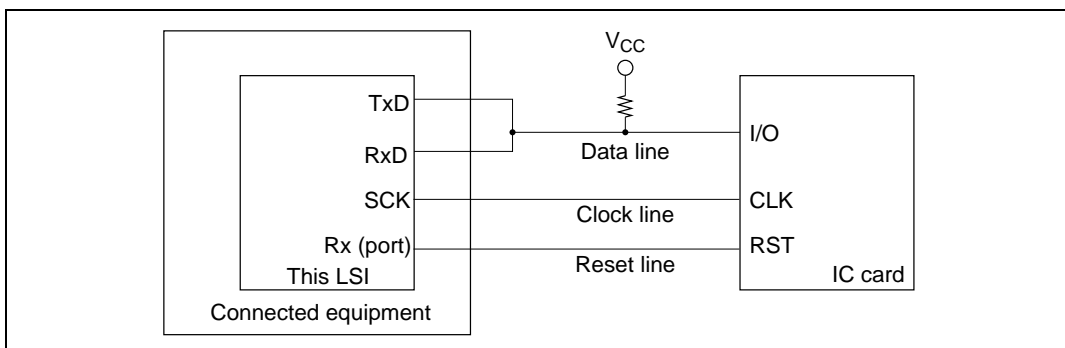 VCC
TxD
I/O
RxD
Data line
SCK
CLK
Clock line
Rx (port)
RST
Reset line
This LSI
IC card
Connected equipment